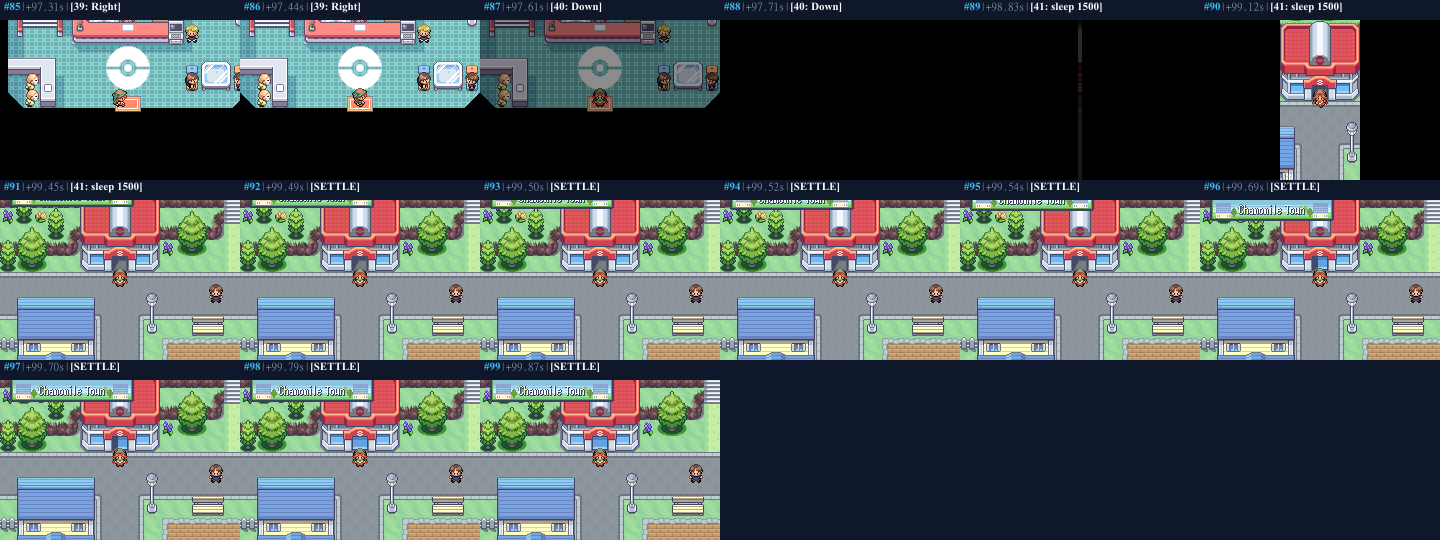 #85|+97.31s|[39: Right]
#86|+97.44s|[39: Right]
#87|+97.61s|[40: Down]
#88|+97.71s|[40: Down]
#89|+98.83s|[41: sleep 1500]
#90|+99.12s|[41: sleep 1500]
#91|+99.45s|[41: sleep 1500]
#92|+99.49s|[SETTLE]
#93|+99.50s|[SETTLE]
#94|+99.52s|[SETTLE]
#95|+99.54s|[SETTLE]
#96|+99.69s|[SETTLE]
Chamomile Town
Chamomile Town
Chamomile Town
#97|+99.70s|[SETTLE]
#98|+99.79s|[SETTLE]
#99|+99.87s|[SETTLE]
Chamomile Town
Chamomile Town
Chamomile Town